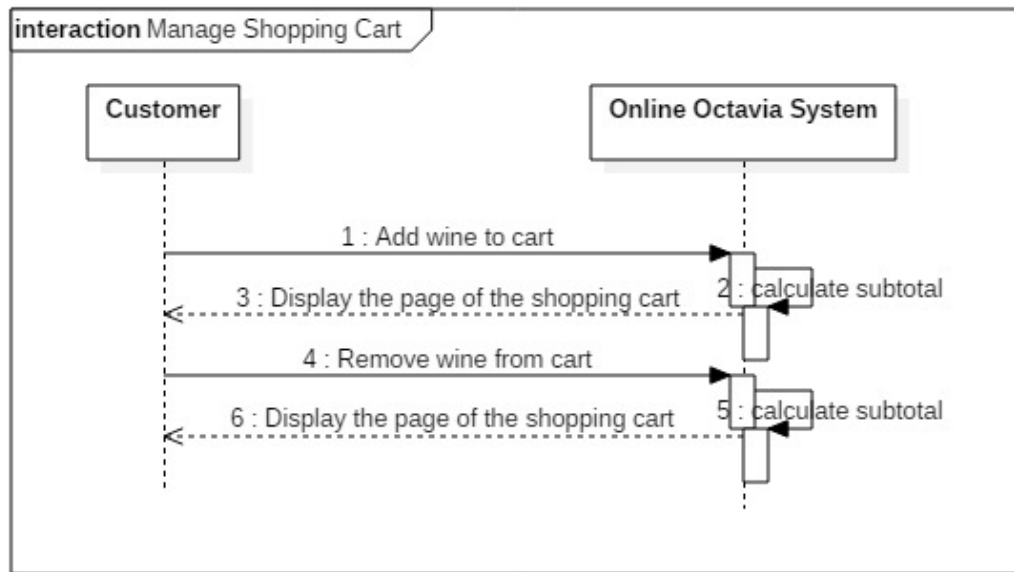 interaction Manage Shopping Cart
Customer
Online Octavia System
1 : Add wine to cart
2 : calculate subtotal
3 : Display the page of the shopping cart
4 : Remove wine from cart
5 : calculate subtotal
6 : Display the page of the shopping cart